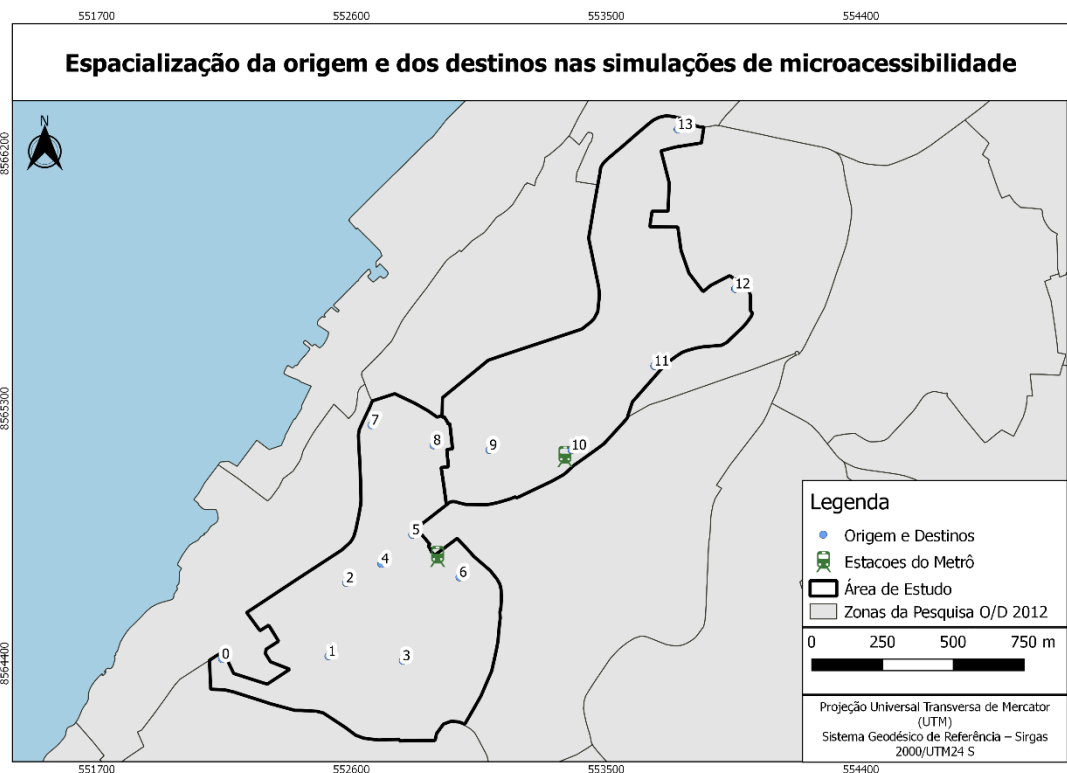 551700 552600 553500 554400
Espacialização da origem e dos destinos nas simulações de microacessibilidade
N
8566200
13
12
11
8565300
7
8
9
10
5
4
2
6
8564400
0
1
3
Legenda
Origem e Destinos
Estacoes do Metrô
Área de Estudo
Zonas da Pesquisa O/D 2012
0 250 500 750 m
Projeção Universal Transversa de Mercator
(UTM)
Sistema Geodésico de Referência – Sirgas
2000/UTM24 S
551700 552600 553500 554400